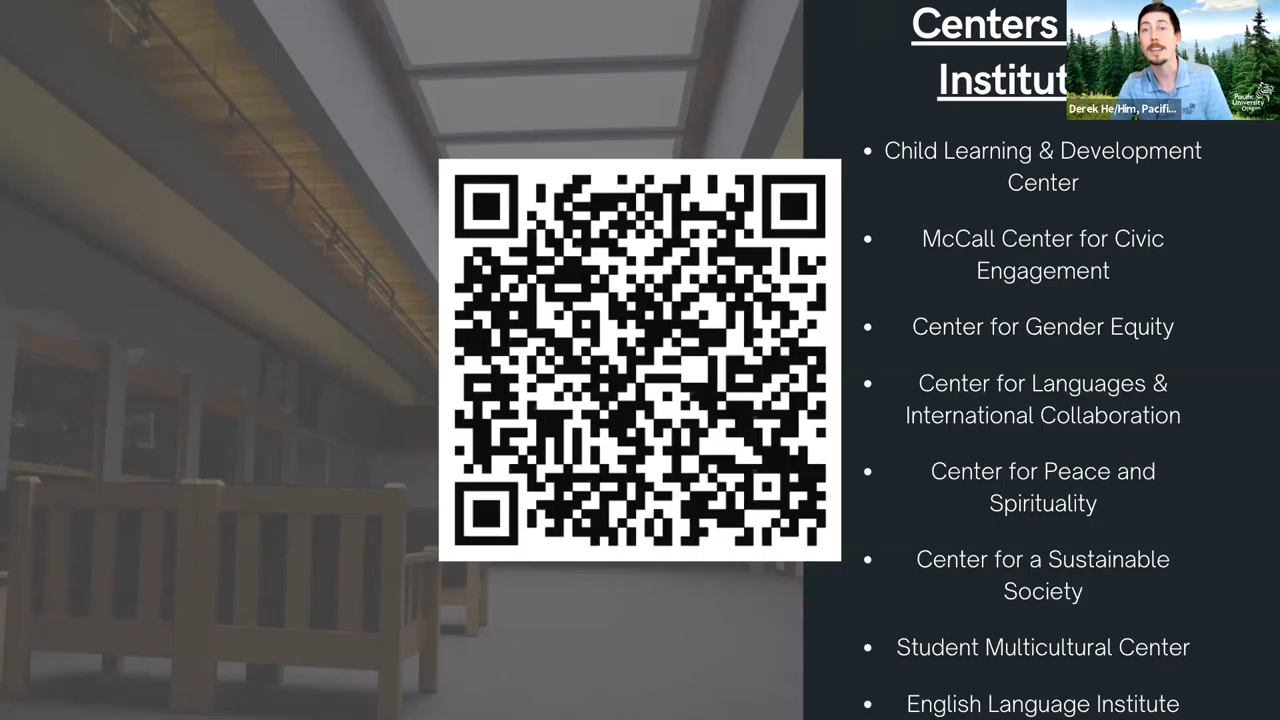 Centers
Institut
Derek He/Him, Pacifi...
Pacific
University
Oregon
• Child Learning & Development
Center
• McCall Center for Civic
Engagement
• Center for Gender Equity
• Center for Languages &
International Collaboration
• Center for Peace and
Spirituality
• Center for a Sustainable
Society
• Student Multicultural Center
• English Language Institute